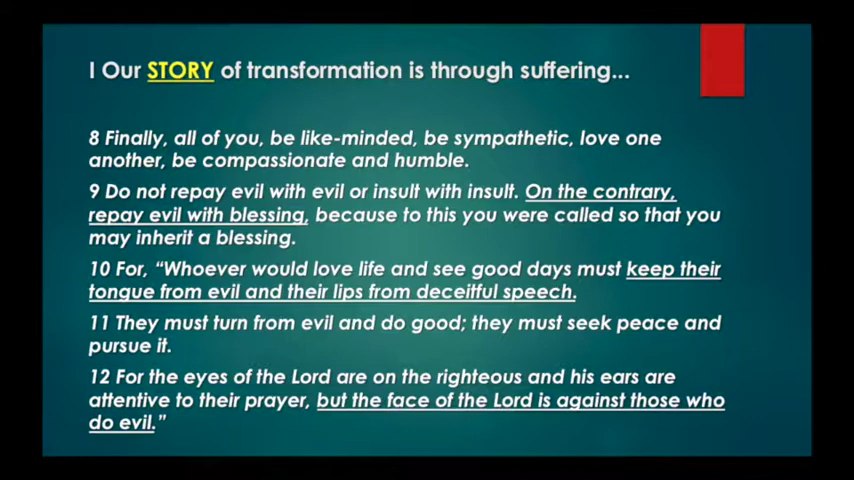 I Our STORY of transformation is through suffering...
8 Finally, all of you, be like-minded, be sympathetic, love one
another, be compassionate and humble.
9 Do not repay evil with evil or insult with insult. On the contrary,
repay evil with blessing, because to this you were called so that you
may inherit a blessing.
10 For, “Whoever would love life and see good days must keep their
tongue from evil and their lips from deceitful speech.
11 They must turn from evil and do good; they must seek peace and
pursue it.
12 For the eyes of the Lord are on the righteous and his ears are
attentive to their prayer, but the face of the Lord is against those who
do evil.”